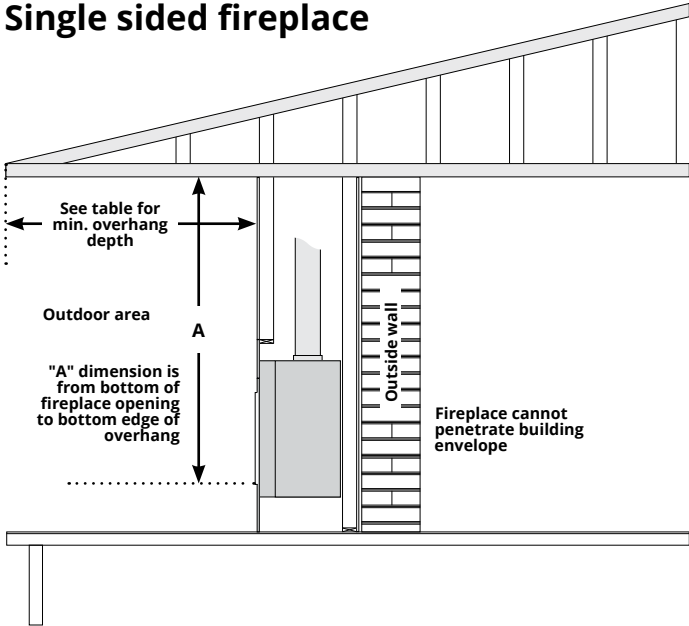 Single sided fireplace
See table for
min. overhang
depth
Outdoor area
A
"A" dimension is
from bottom of
fireplace opening
to bottom edge of
overhang
Outside wall
Fireplace cannot
penetrate building
envelope